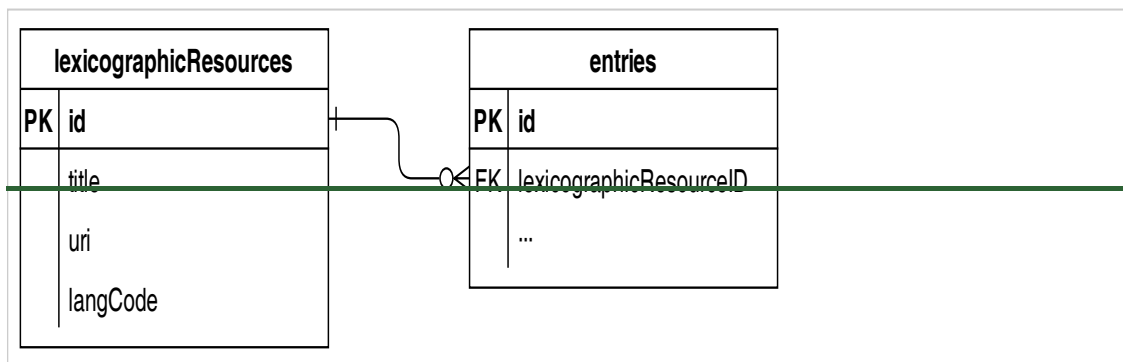 lexicographicResources
PK id
title
uri
langCode
entries
PK id
FK lexicographicResourceID
...